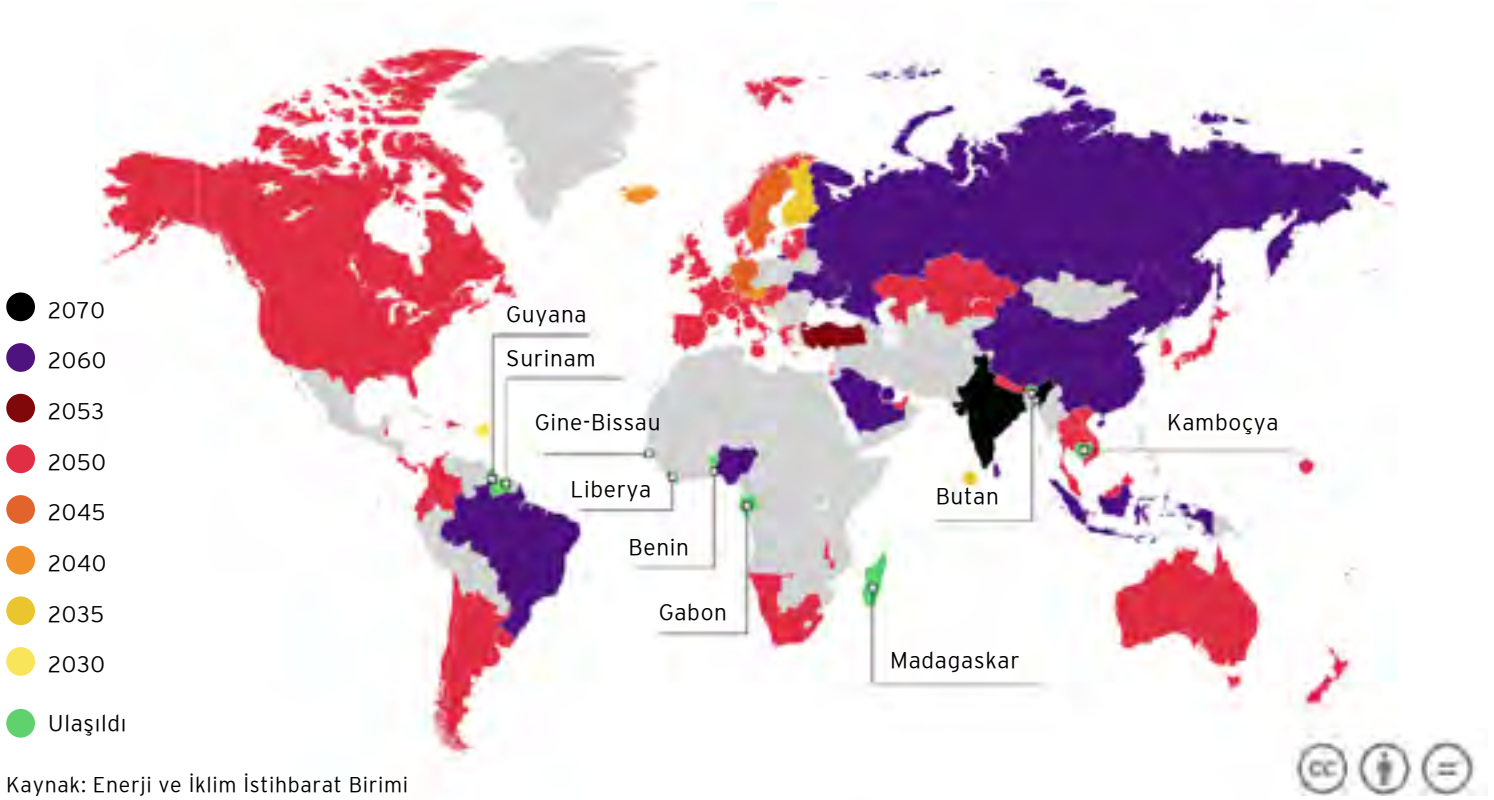 2070
2060
2053
2050
2045
2040
2035
2030
Ulaşıldı
Guyana
Surinam
Gine-Bissau
Liberya
Benin
Gabon
Madagaskar
Butan
Kamboçya
Kaynak: Enerji ve İklim İstihbarat Birimi
cc